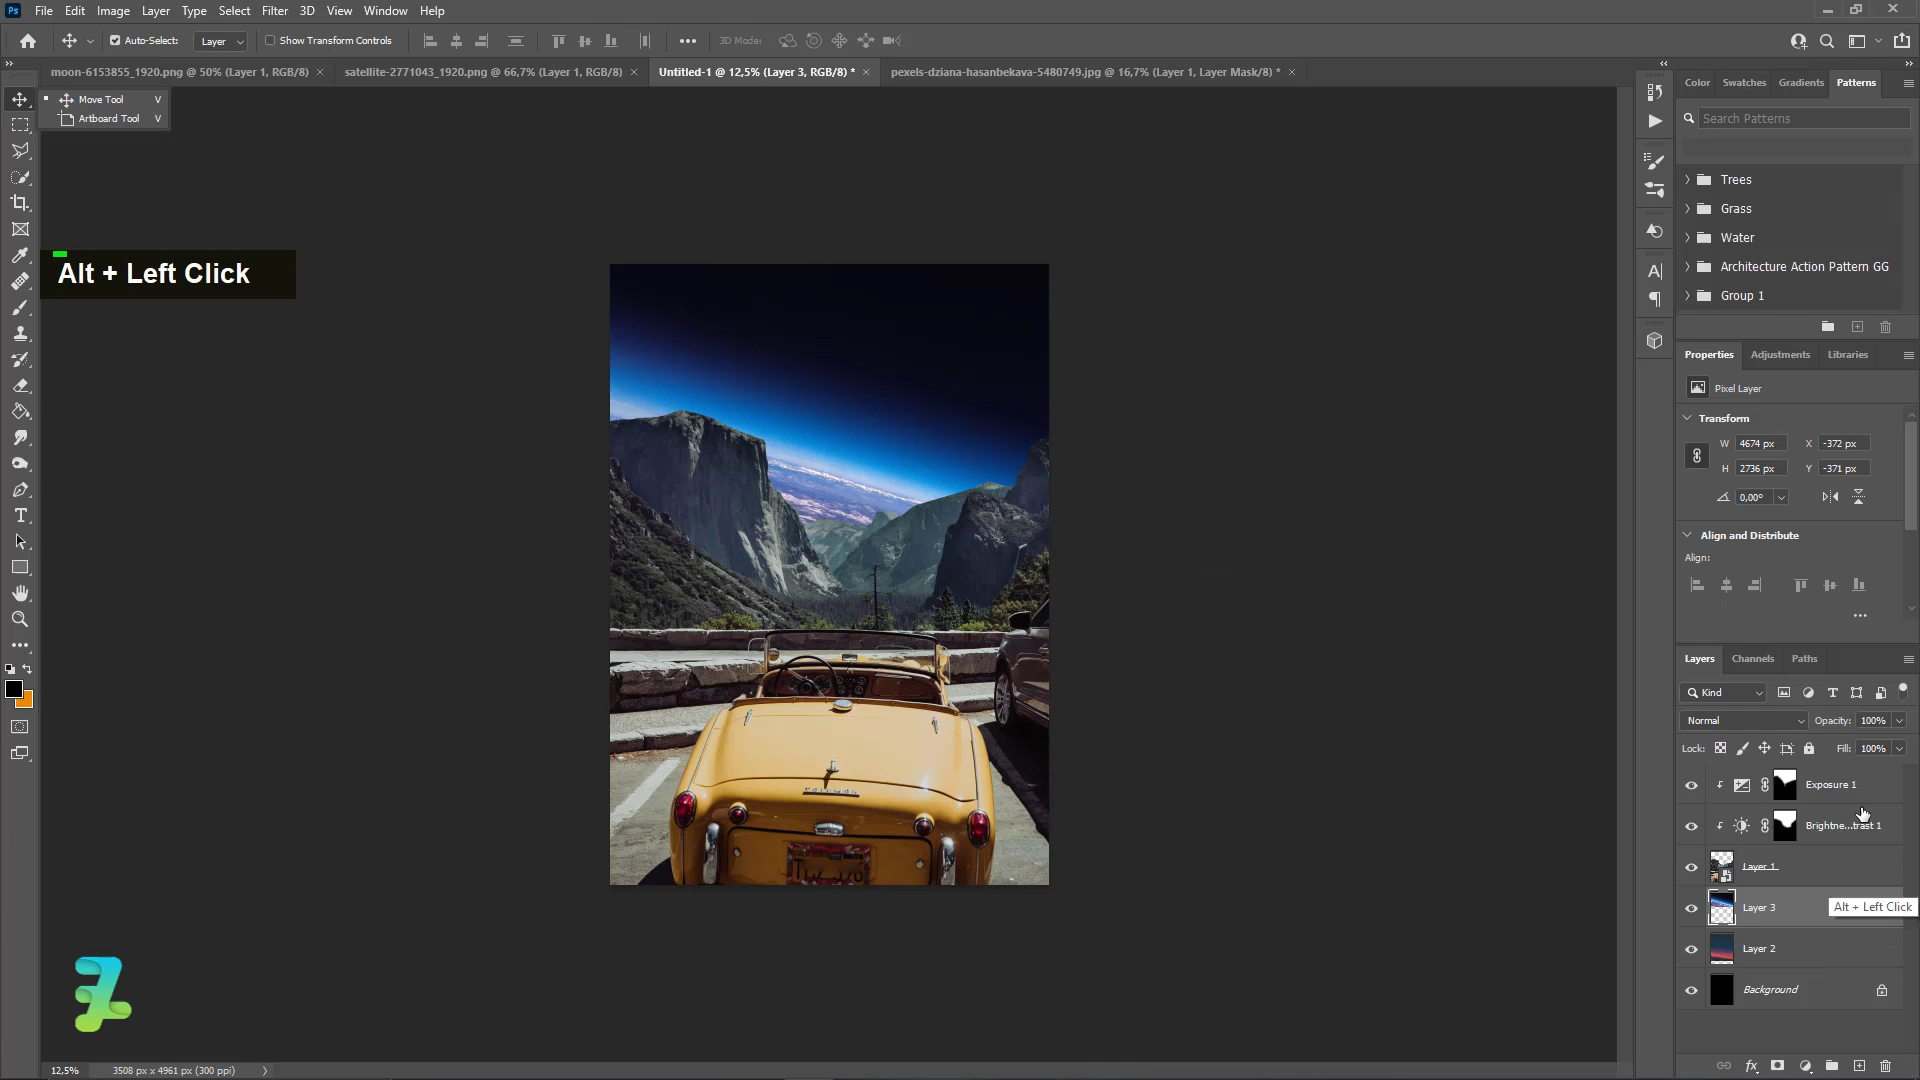 Ps File Edit Image Layer Type Select Filter 3D View Window Help
Auto-Select: Layer Show Transform Controls 3D Mode:
moon-6153855_1920.png @ 50% (Layer 1, RGB/8) * satellite-2771043_1920.png @ 66,7% (Layer 1, RGB/8) Untitled-1 @ 12,5% (Layer 3, RGB/8) * pexels-dziana-hasanbekava-5480749.jpg @ 16,7% (Layer 1, Layer Mask/8) *
Move Tool V
Artboard Tool V
Alt + Left Click
Color Swatches Gradients Patterns
Search Patterns
Trees
Grass
Water
Architecture Action Pattern GG
Group 1
Properties Adjustments Libraries
Pixel Layer
Transform
W 4674 px X -372 px
H 2736 px Y -371 px
0,00°
Align and Distribute
Align:
Layers Channels Paths
Kind
Normal Opacity: 100%
Lock: Fill: 100%
Exposure 1
Brightne...trast 1
Layer 1
Layer 3
Alt + Left Click
Layer 2
Background
fx
12,5% 3508 px x 4961 px (300 ppi)